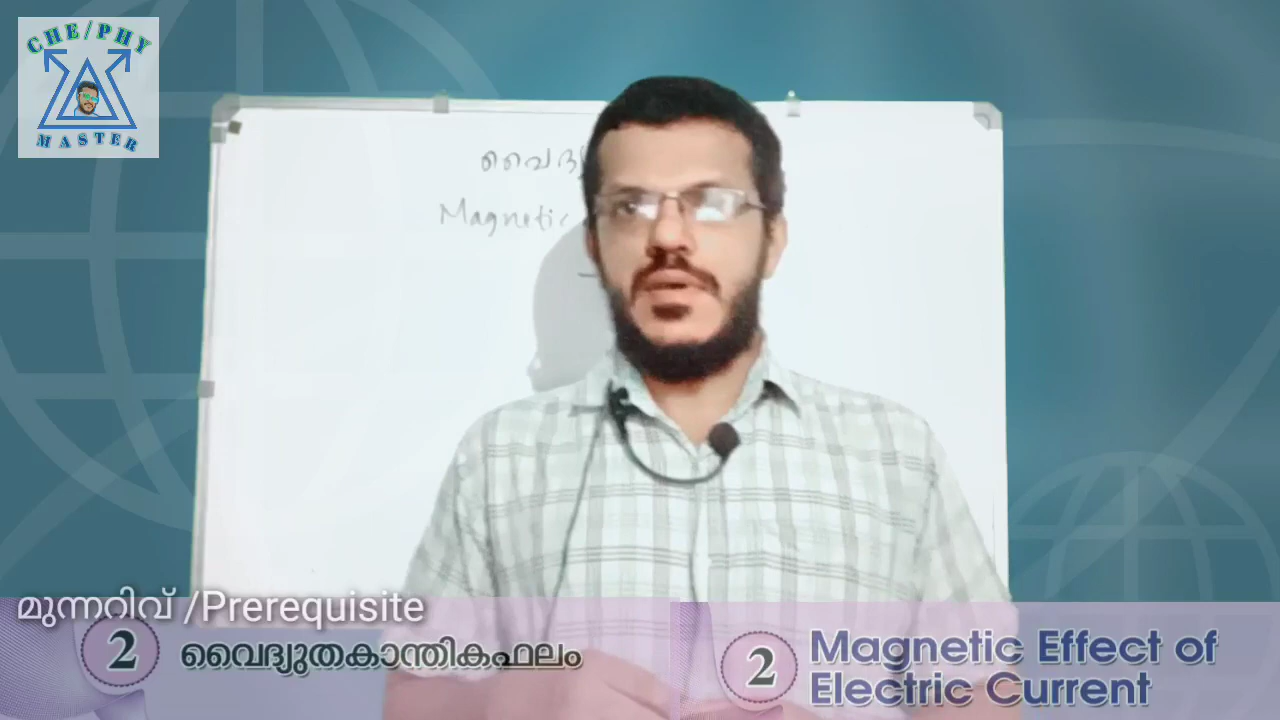 CHE/PHY
MASTER
Magnetic
മുന്നറിവ് /Prerequisite
2 വൈദ്യുതകാന്തികഫലം
2 Magnetic Effect of
Electric Current